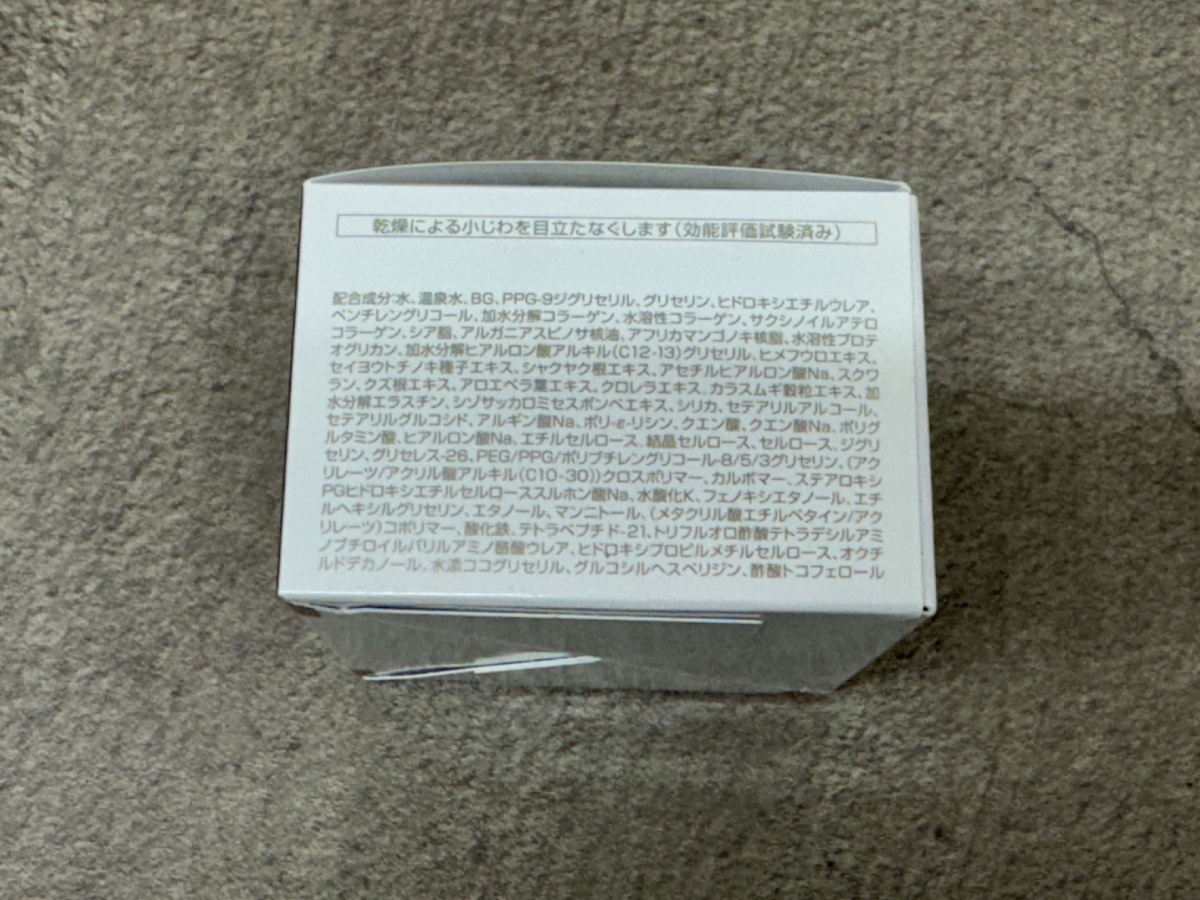 乾燥による小じわを目立たなくします(効能評価試験済み)
配合成分:水、温泉水、BG、PPG-9ジグリセリル、グリセリン、ヒドロキシエチルウレア、
ペンチレングリコール、加水分解コラーゲン、水溶性コラーゲン、サクシノイルアテロ
コラーゲン、シア脂、アルガニアスピノサ核油、アフリカマンゴノキ核脂、水溶性プロテ
オグリカン、加水分解ヒアルロン酸アルキル(C12-13)グリセリル、ヒメフウロエキス、
セイヨウトチノキ種子エキス、シャクヤク根エキス、アセチルヒアルロン酸Na、スクワ
ラン、クズ根エキス、アロエベラ葉エキス、クロレラエキス、カラスムギ穀粒エキス、加
水分解エラスチン、シゾサッカロミセスポンベエキス、シリカ、セテアリルアルコール、
セテアリルグルコシド、アルギン酸Na、ポリ-ε-リシン、クエン酸、クエン酸Na、ポリグ
ルタミン酸、ヒアルロン酸Na、エチルセルロース、結晶セルロース、セルロース、ジグリ
セリン、グリセレス-26、PEG/PPG/ポリブチレングリコール-8/5/3グリセリン、(アク
リレーツ/アクリル酸アルキル(C10-30))クロスポリマー、カルボマー、ステアロキシ
PGヒドロキシエチルセルローススルホン酸Na、水酸化K、フェノキシエタノール、エチ
ルヘキシルグリセリン、エタノール、マンニトール、(メタクリル酸エチルベタイン/アク
リレーツ)コポリマー、酸化鉄、テトラペプチド-21、トリフルオロ酢酸テトラデシルアミ
ノブチロイルバリルアミノ酪酸ウレア、ヒドロキシプロピルメチルセルロース、オクチ
ルドデカノール、水添ココグリセリル、グルコシルヘスペリジン、酢酸トコフェロール